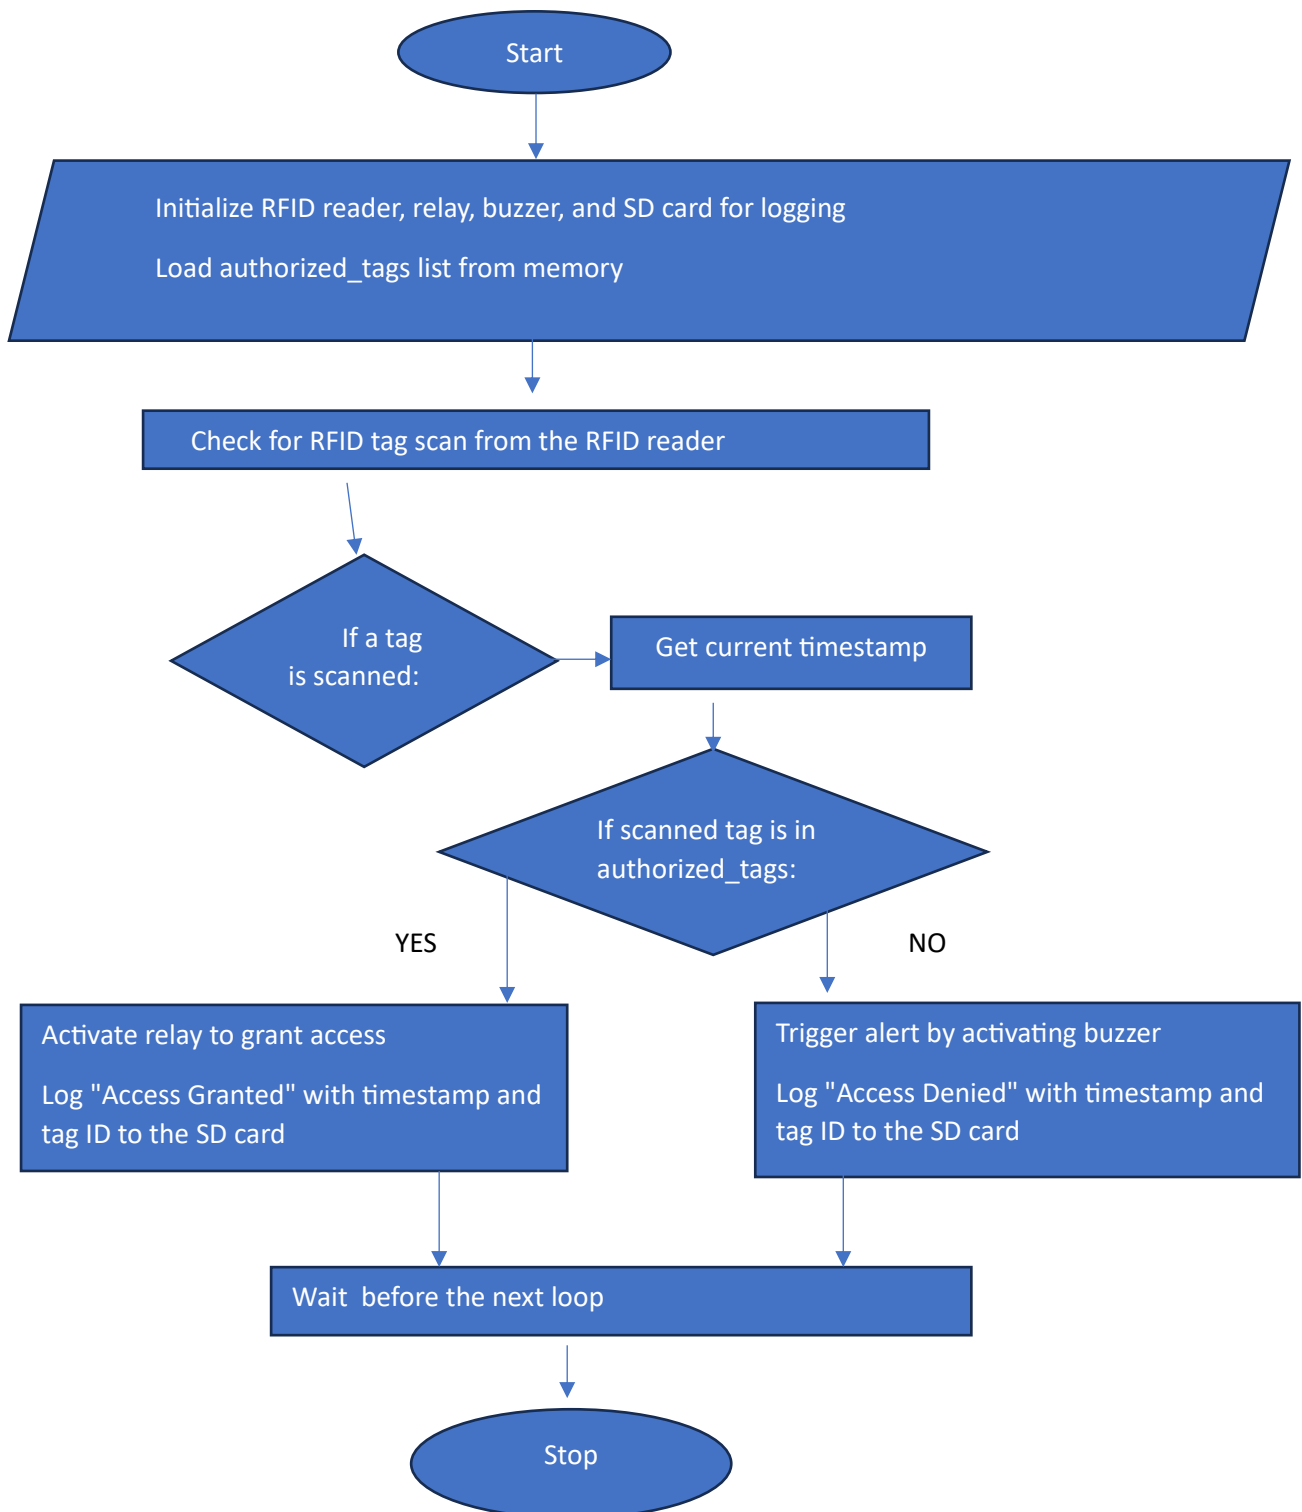 Start
Initialize RFID reader, relay, buzzer, and SD card for logging
Load authorized_tags list from memory
Check for RFID tag scan from the RFID reader
If a tag
is scanned:
Get current timestamp
If scanned tag is in
authorized_tags:
YES
NO
Activate relay to grant access
Log "Access Granted" with timestamp and
tag ID to the SD card
Trigger alert by activating buzzer
Log "Access Denied" with timestamp and
tag ID to the SD card
Wait  before the next loop
Stop